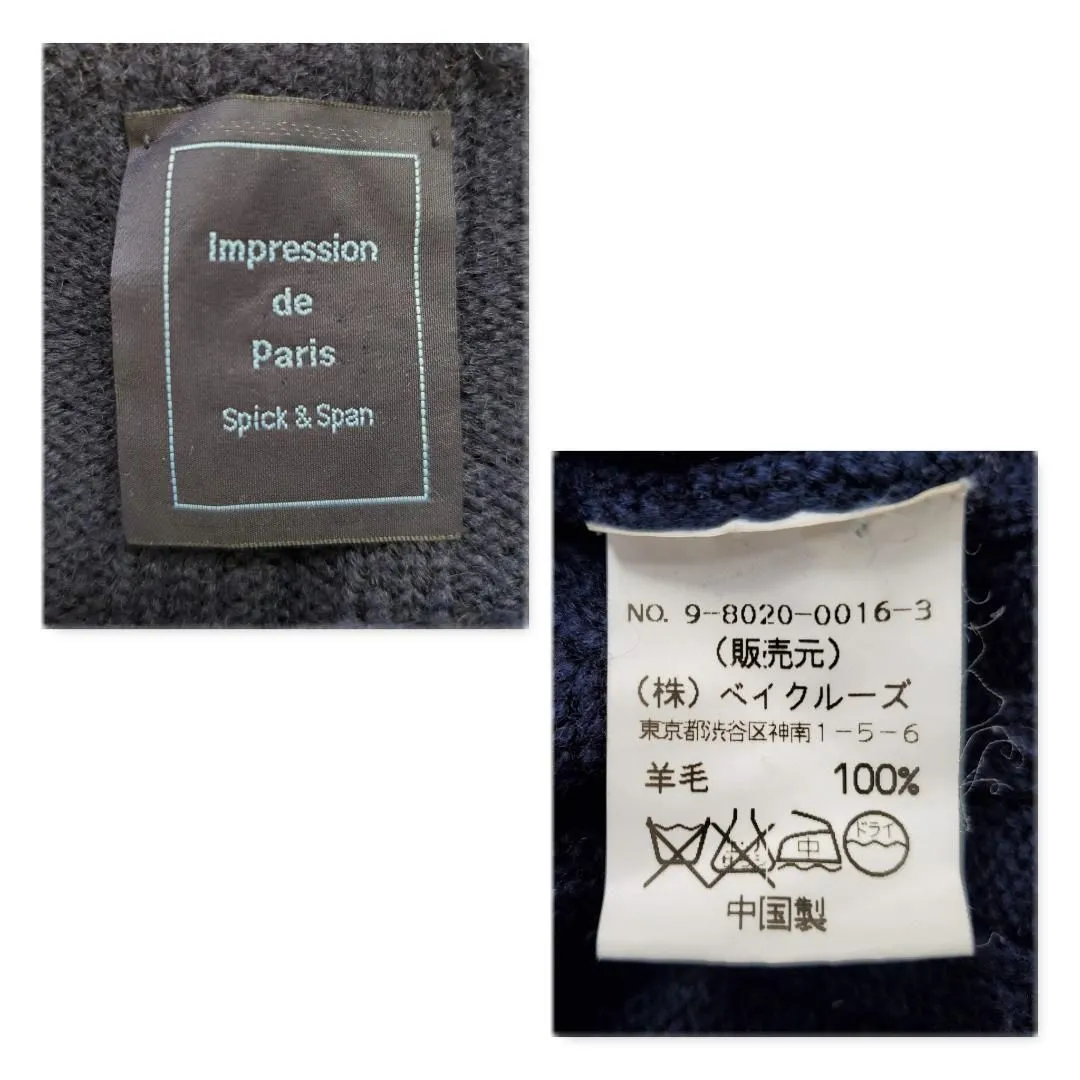 Impression
de
Paris
Spick & Span
NO. 9-8020-0016-3
(販売元)
(株) ベイクルーズ
東京都渋谷区神南1-5-6
羊毛 100%
中 ドライ
中国製